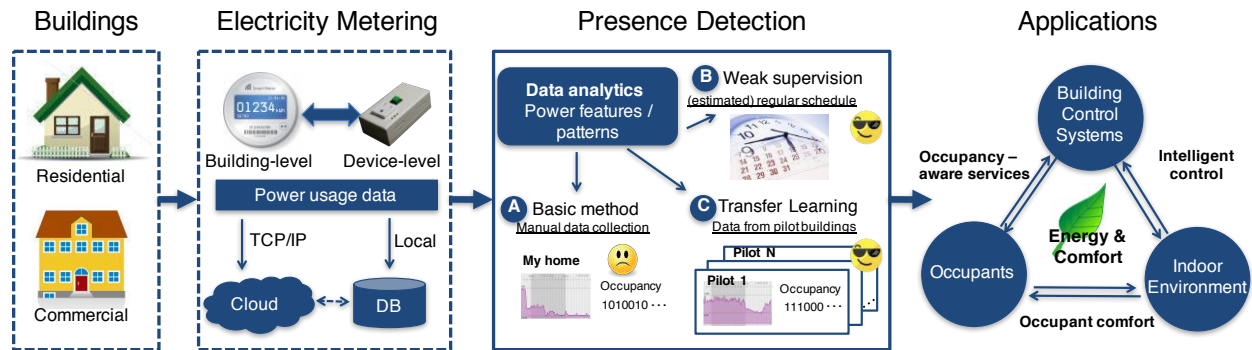 Buildings
Electricity Metering
Presence Detection
Applications
Residential
Commercial
01234
Building-level
Device-level
Power usage data
TCP/IP
Local
Cloud
DB
Data analytics
Power features /
patterns
B Weak supervision
(estimated) regular schedule
A Basic method
Manual data collection
My home
Occupancy
1010010 ···
C Transfer Learning
Data from pilot buildings
Pilot N
Pilot 1
Occupancy
111000 ···
Building
Control
Systems
Occupancy –
aware services
Intelligent
control
Energy &
Comfort
Occupants
Indoor
Environment
Occupant comfort